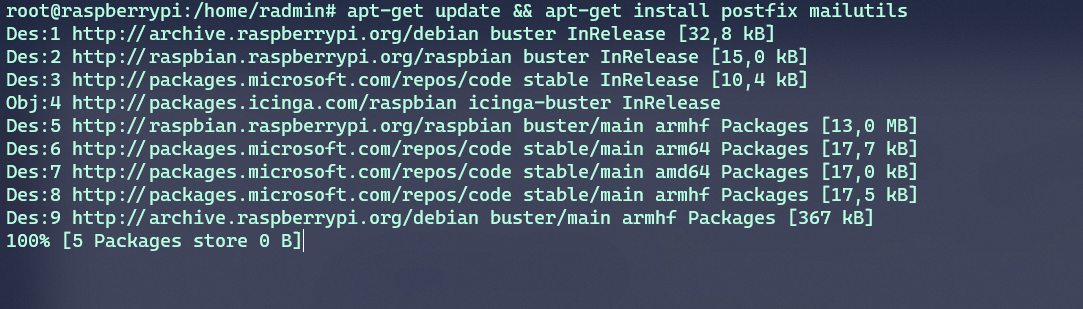 root@raspberrypi:/home/radmin# apt-get update && apt-get install postfix mailutils
Des:1 http://archive.raspberrypi.org/debian buster InRelease [32,8 kB]
Des:2 http://raspbian.raspberrypi.org/raspbian buster InRelease [15,0 kB]
Des:3 http://packages.microsoft.com/repos/code stable InRelease [10,4 kB]
Obj:4 http://packages.icinga.com/raspbian icinga-buster InRelease
Des:5 http://raspbian.raspberrypi.org/raspbian buster/main armhf Packages [13,0 MB]
Des:6 http://packages.microsoft.com/repos/code stable/main arm64 Packages [17,7 kB]
Des:7 http://packages.microsoft.com/repos/code stable/main amd64 Packages [17,0 kB]
Des:8 http://packages.microsoft.com/repos/code stable/main armhf Packages [17,5 kB]
Des:9 http://archive.raspberrypi.org/debian buster/main armhf Packages [367 kB]
100% [5 Packages store 0 B]